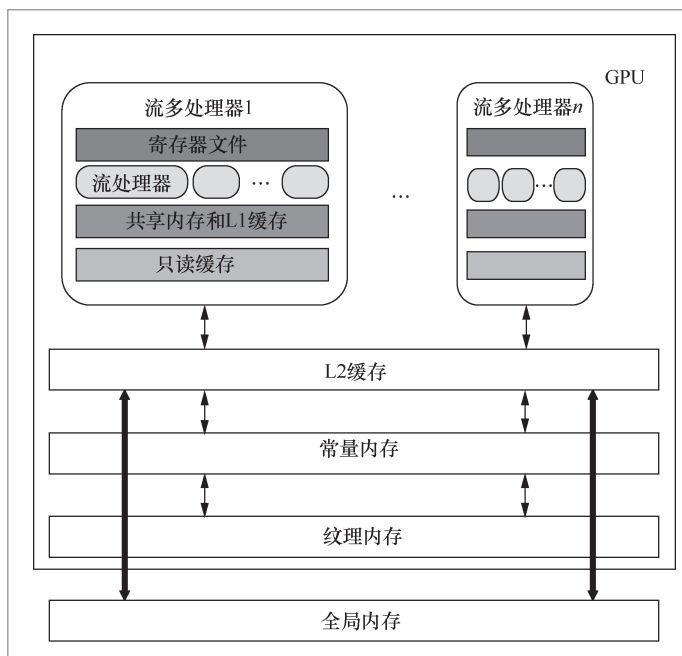 GPU
流多处理器1
寄存器文件
流处理器
…
共享内存和L1缓存
只读缓存
…
流多处理器n
…
L2缓存
常量内存
纹理内存
全局内存